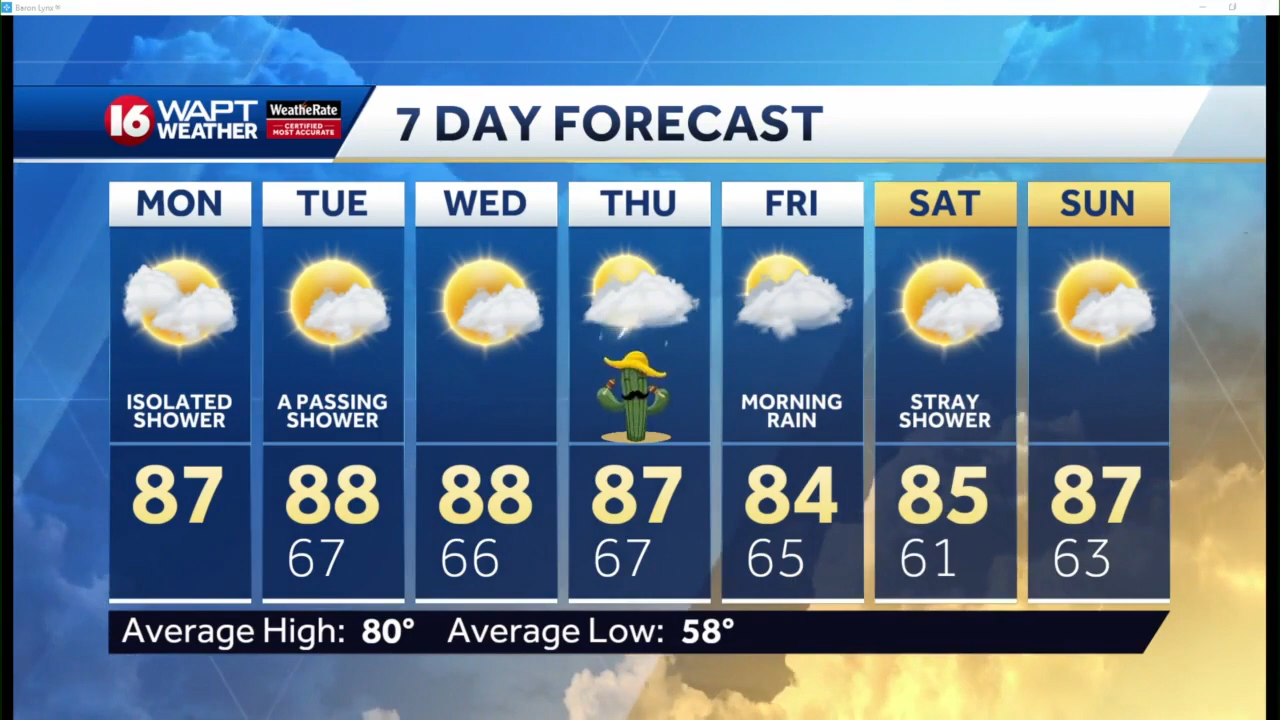 Baron Lynx
16 WAPT WEATHER
WeatheRate
CERTIFIED
MOST ACCURATE
7 DAY FORECAST
MON TUE WED THU FRI SAT SUN
ISOLATED SHOWER
A PASSING SHOWER
MORNING RAIN
STRAY SHOWER
87 88 88 87 84 85 87
67 66 67 65 61 63
Average High: 80° Average Low: 58°